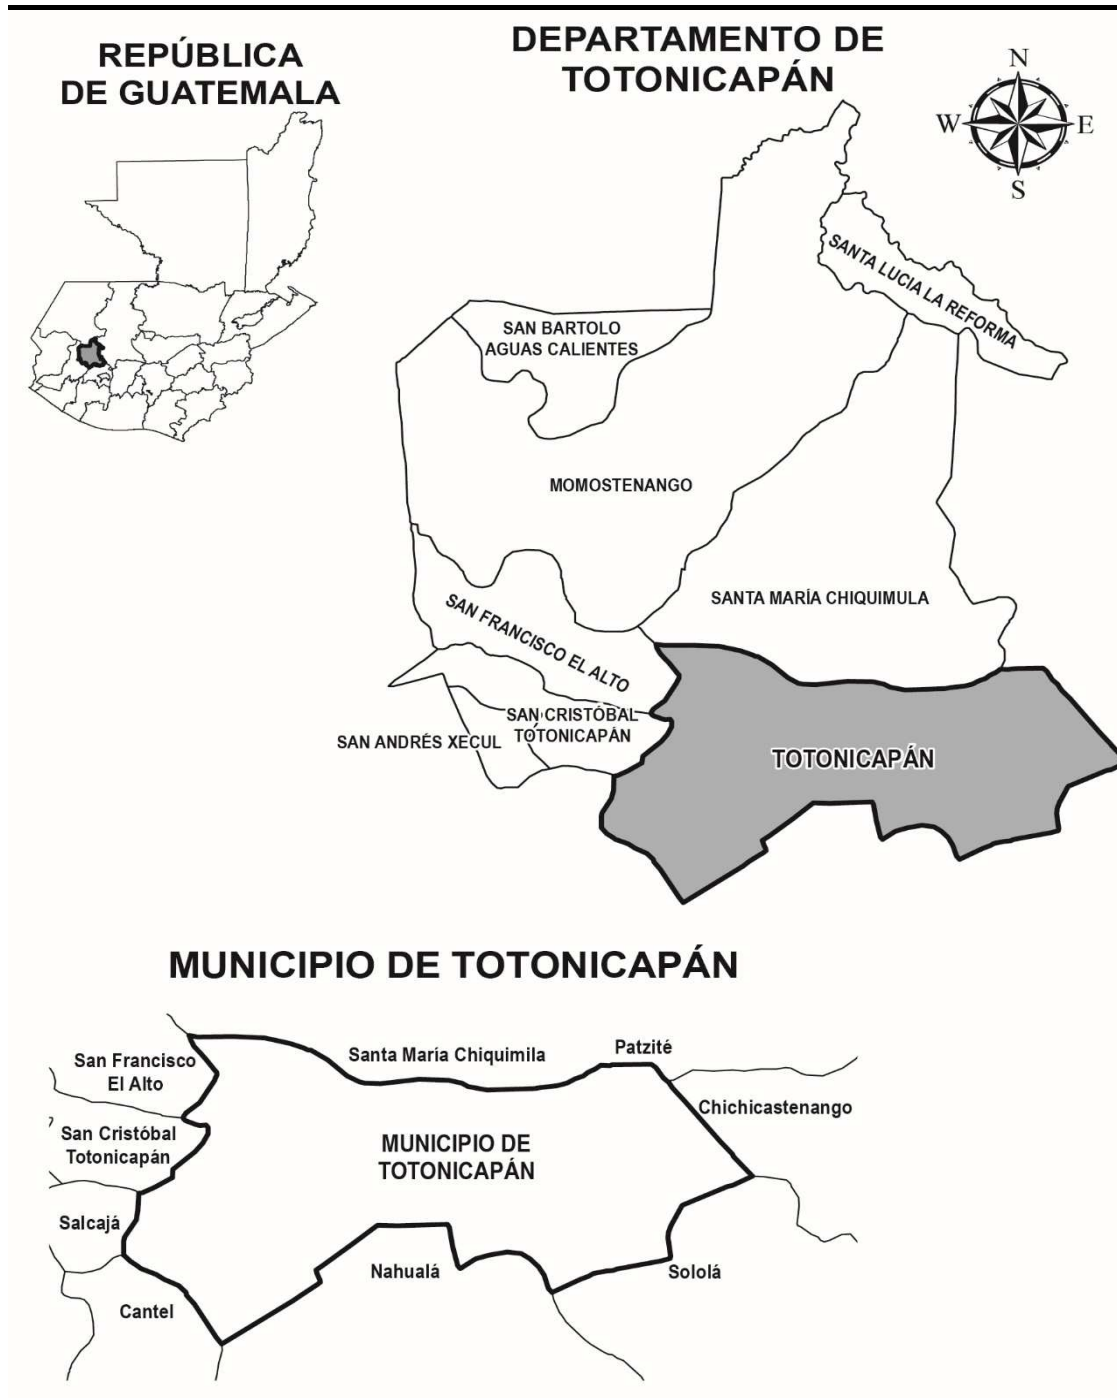 REPÚBLICA
DE GUATEMALA
DEPARTAMENTO DE
TOTONICAPÁN
N
W
E
S
SANTA LUCIA LA REFORMA
SAN BARTOLO
AGUAS CALIENTES
MOMOSTENANGO
SANTA MARÍA CHIQUIMULA
SAN FRANCISCO EL ALTO
SAN CRISTÓBAL
TOTONICAPÁN
SAN ANDRÉS XECUL
TOTONICAPÁN
MUNICIPIO DE TOTONICAPÁN
San Francisco
El Alto
Santa María Chiquimila
Patzité
Chichicastenango
San Cristóbal
Totonicapán
MUNICIPIO DE
TOTONICAPÁN
Salcajá
Nahualá
Sololá
Cantel